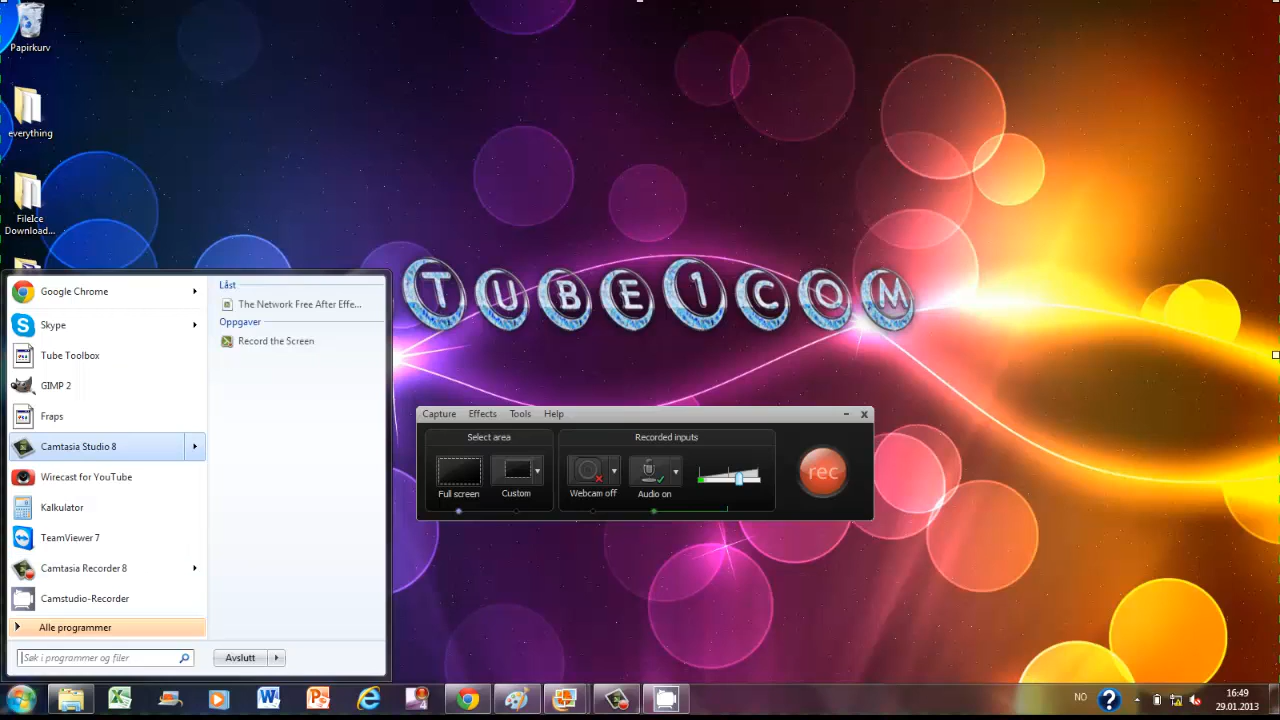 Papirkurv
everything
FileIce
Downloade...
TUBE1COM
Google Chrome
Skype
Tube Toolbox
GIMP 2
Fraps
Camtasia Studio 8
Wirecast for YouTube
Kalkulator
TeamViewer 7
Camtasia Recorder 8
Camstudio-Recorder
Alle programmer
Søk i programmer og filer
Låst
The Network Free After Effe...
Oppgaver
Record the Screen
Avslutt
Capture Effects Tools Help
Select area
Recorded inputs
Full screen
Custom
Webcam off
Audio on
rec
NO
16:49
29.01.2013